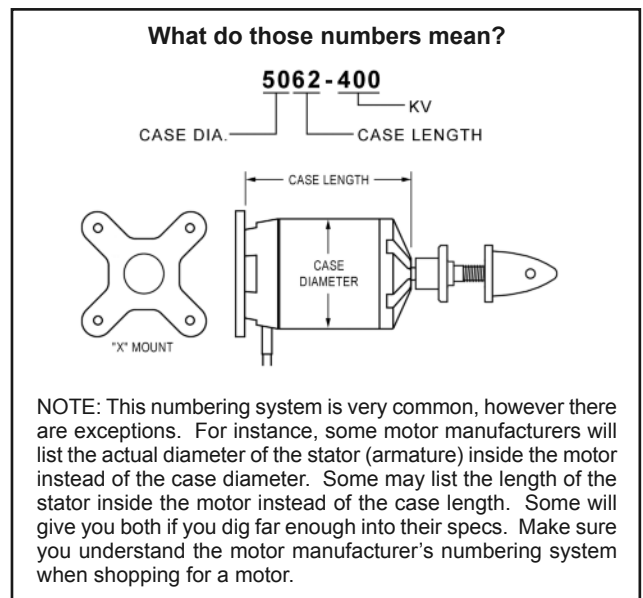 What do those numbers mean?
5062-400
KV
CASE DIA.
CASE LENGTH
CASE LENGTH
CASE
DIAMETER
"X" MOUNT
NOTE: This numbering system is very common, however there
are exceptions. For instance, some motor manufacturers will
list the actual diameter of the stator (armature) inside the motor
instead of the case diameter. Some may list the length of the
stator inside the motor instead of the case length. Some will
give you both if you dig far enough into their specs. Make sure
you understand the motor manufacturer's numbering system
when shopping for a motor.